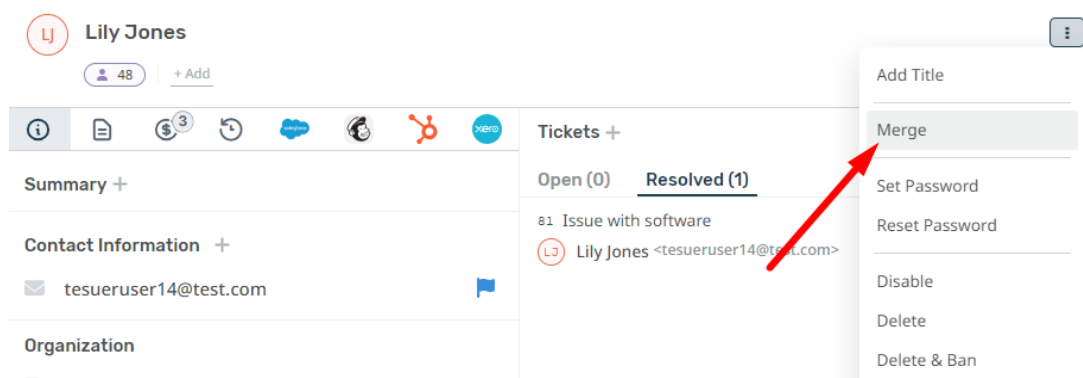 LJ
Lily Jones
48
+ Add
Add Title
3
salesforce
xero
Tickets +
Merge
Summary +
Open (0) Resolved (1)
Set Password
81 Issue with software
Reset Password
Contact Information +
LJ Lily Jones <tesueruser14@test.com>
tesueruser14@test.com
Disable
Organization
Delete
Delete & Ban